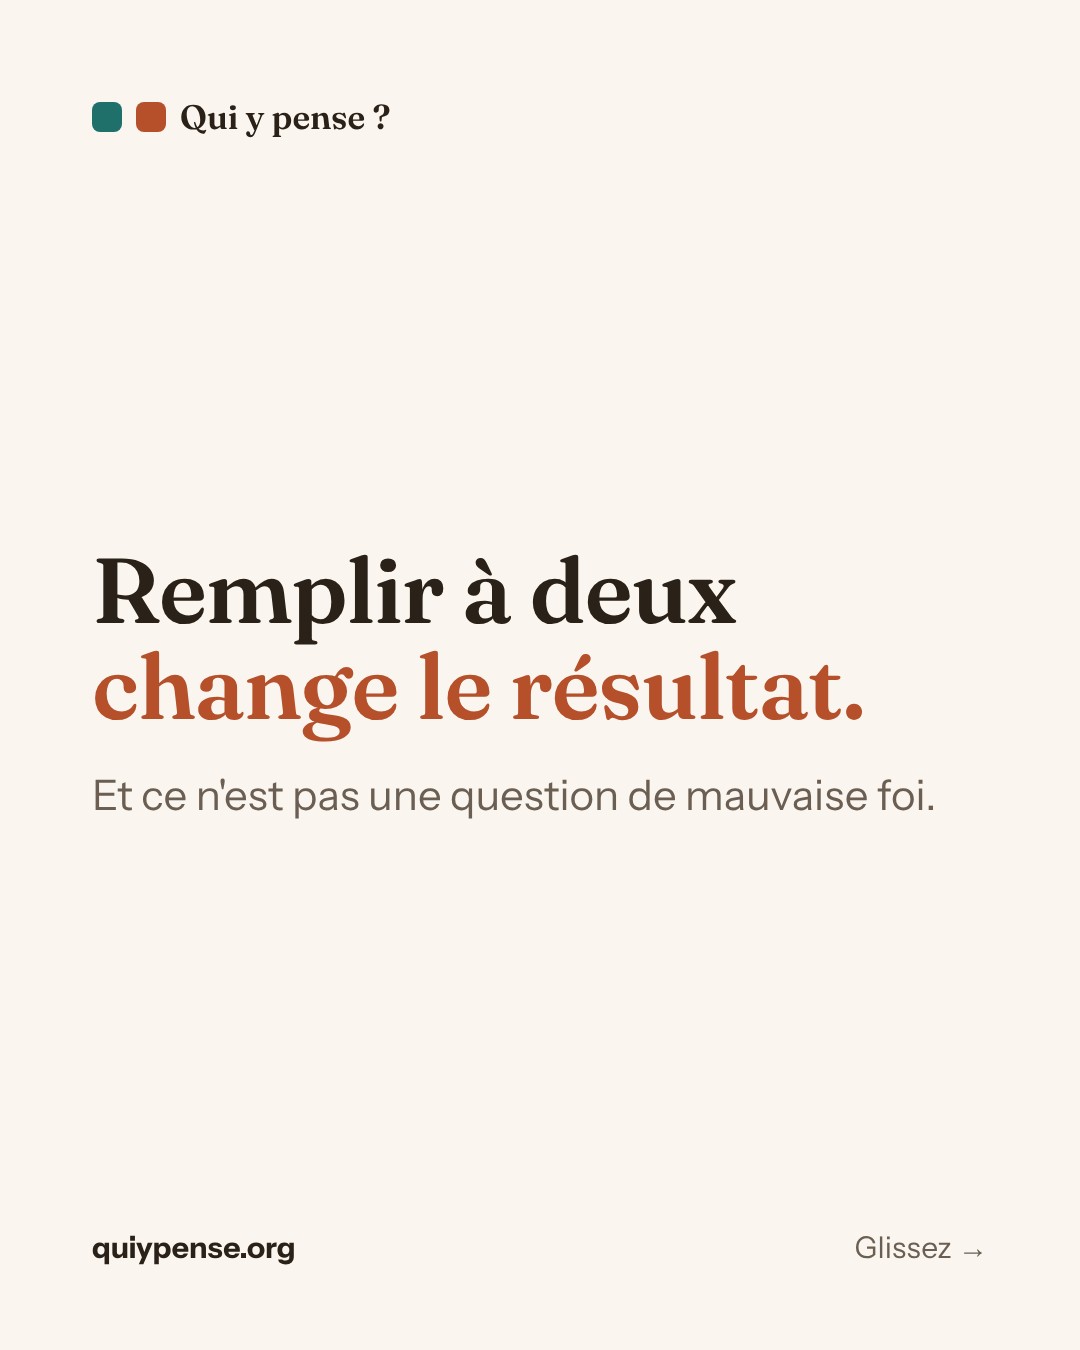 Qui y pense ?
Remplir à deux
change le résultat.
Et ce n'est pas une question de mauvaise foi.
quiypense.org
Glissez →